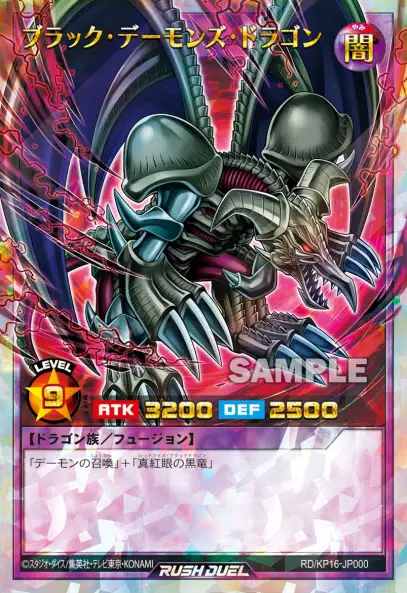 ブラック・デーモンズ・ドラゴン
やみ
闇
SAMPLE
LEVEL
9
ATK 3200 DEF 2500
【ドラゴン族／フュージョン】
「デーモンの召喚」＋「真紅眼の黒竜」
©スタジオ・ダイス/集英社・テレビ東京・KONAMI
RUSH DUEL
RD/KP16-JP000